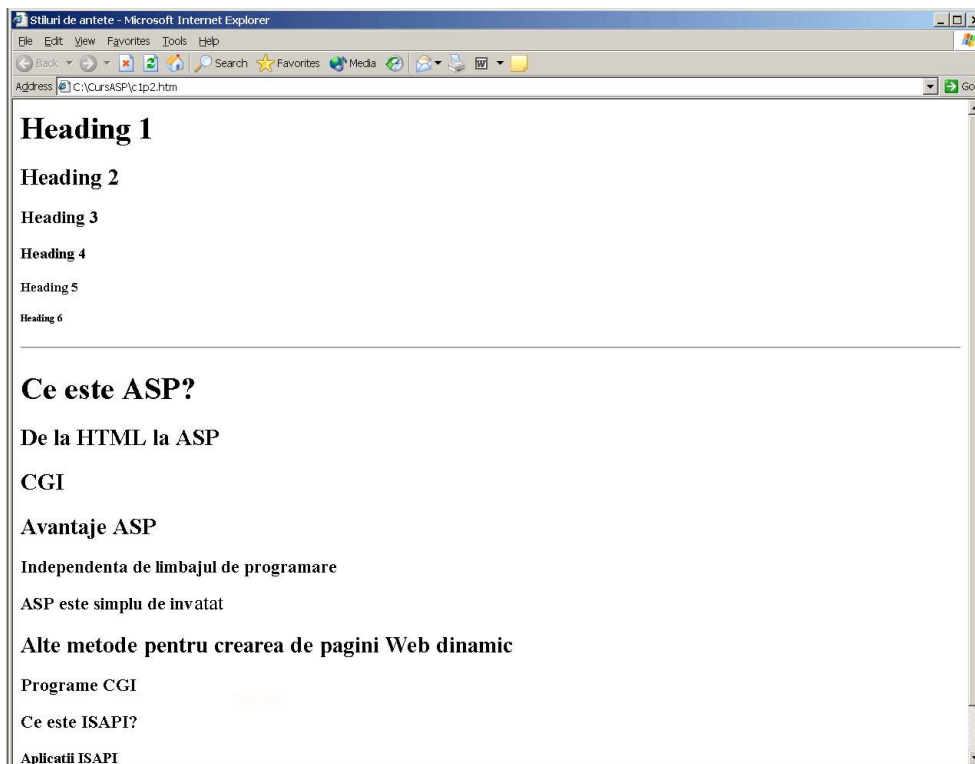 Stiluri de antete - Microsoft Internet Explorer
File Edit View Favorites Tools Help
Back Search Favorites Media
Address C:\CursASP\c1p2.htm Go
Heading 1
Heading 2
Heading 3
Heading 4
Heading 5
Heading 6
Ce este ASP?
De la HTML la ASP
CGI
Avantaje ASP
Independenta de limbajul de programare
ASP este simplu de invatat
Alte metode pentru crearea de pagini Web dinamic
Programe CGI
Ce este ISAPI?
Aplicatii ISAPI